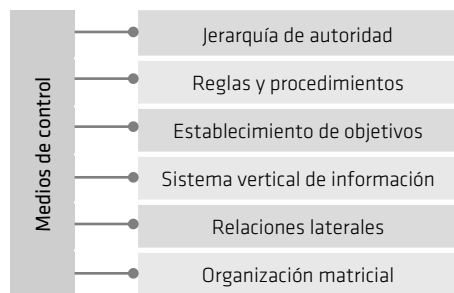 Medios de control
Jerarquía de autoridad
Reglas y procedimientos
Establecimiento de objetivos
Sistema vertical de información
Relaciones laterales
Organización matricial